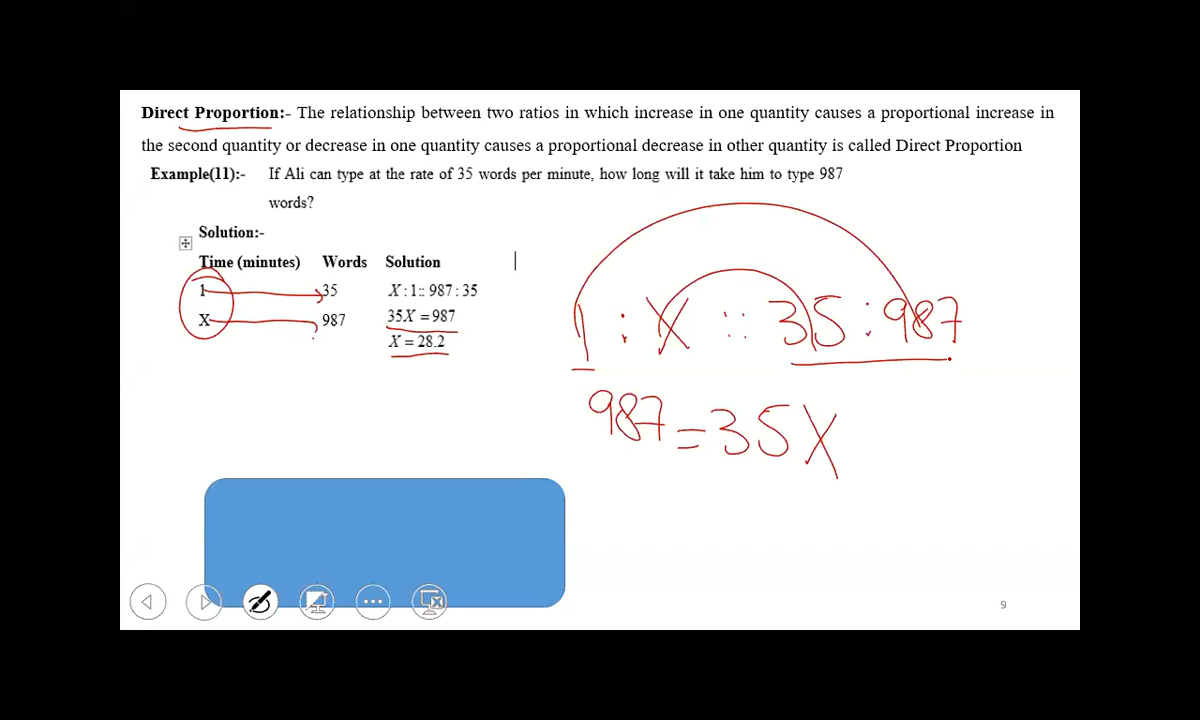 Direct Proportion:- The relationship between two ratios in which increase in one quantity causes a proportional increase in
the second quantity or decrease in one quantity causes a proportional decrease in other quantity is called Direct Proportion
Example(11):- If Ali can type at the rate of 35 words per minute, how long will it take him to type 987
words?
Solution:-
Time (minutes) Words Solution
1 35 X : 1 :: 987 : 35
X 987 35X = 987
X = 28.2
1 : X :: 35 : 987
987 = 35X
9